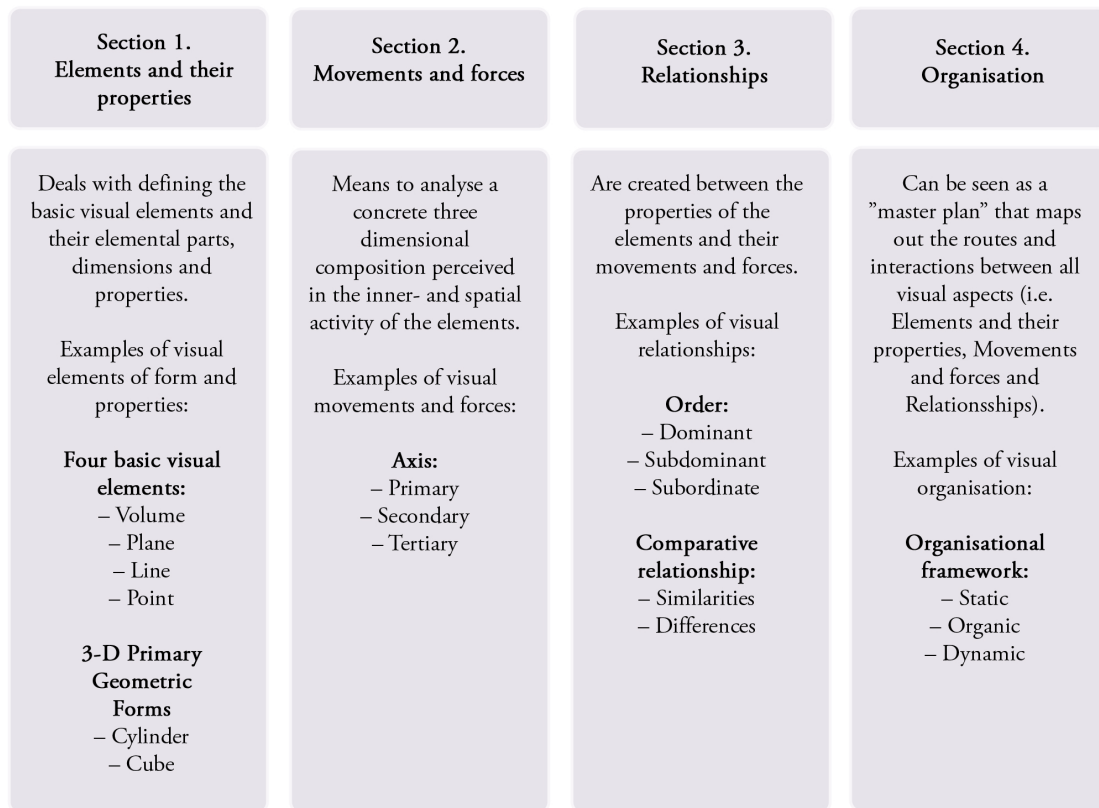 Section 1.
Elements and their
properties
Section 2.
Movements and forces
Section 3.
Relationships
Section 4.
Organisation
Deals with defining the
basic visual elements and
their elemental parts,
dimensions and
properties.
Examples of visual
elements of form and
properties:
Four basic visual
elements:
– Volume
– Plane
– Line
– Point
3-D Primary
Geometric
Forms
– Cylinder
– Cube
Means to analyse a
concrete three
dimensional
composition perceived
in the inner- and spatial
activity of the elements.
Examples of visual
movements and forces:
Axis:
– Primary
– Secondary
– Tertiary
Are created between the
properties of the
elements and their
movements and forces.
Examples of visual
relationships:
Order:
– Dominant
– Subdominant
– Subordinate
Comparative
relationship:
– Similarities
– Differences
Can be seen as a
”master plan” that maps
out the routes and
interactions between all
visual aspects (i.e.
Elements and their
properties, Movements
and forces and
Relationsships).
Examples of visual
organisation:
Organisational
framework:
– Static
– Organic
– Dynamic